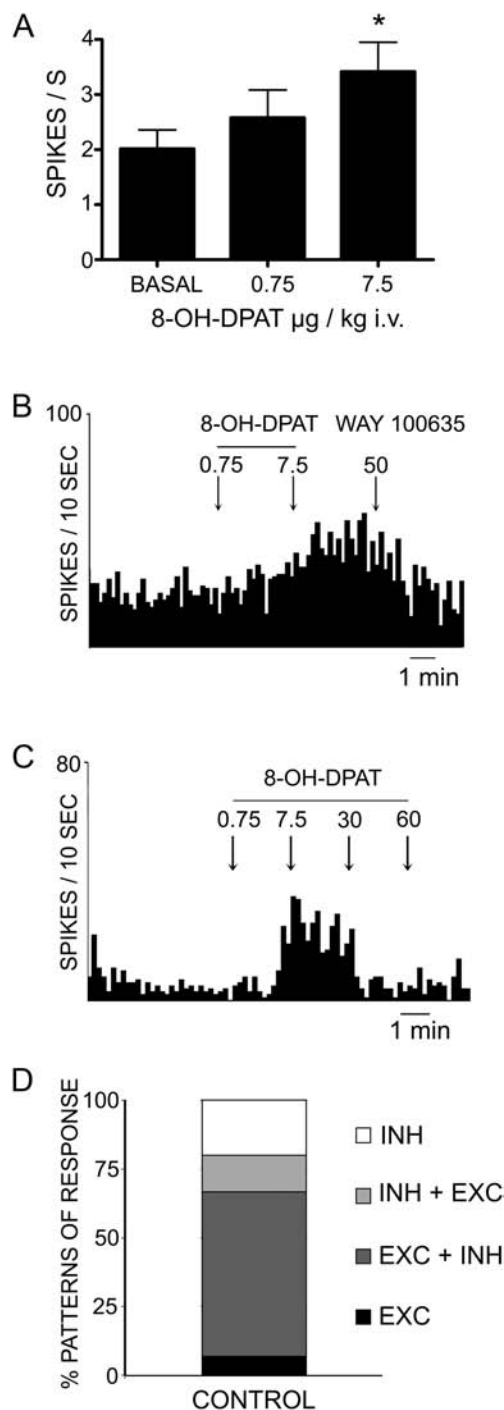 A
SPIKES / S
4
3
2
1
0
*
BASAL 0.75 7.5
8-OH-DPAT µg / kg i.v.
B
SPIKES / 10 SEC
100
8-OH-DPAT WAY 100635
0.75 7.5 50
1 min
C
SPIKES / 10 SEC
80
8-OH-DPAT
0.75 7.5 30 60
1 min
D
% PATTERNS OF RESPONSE
100
75
50
25
0
INH
INH + EXC
EXC + INH
EXC
CONTROL